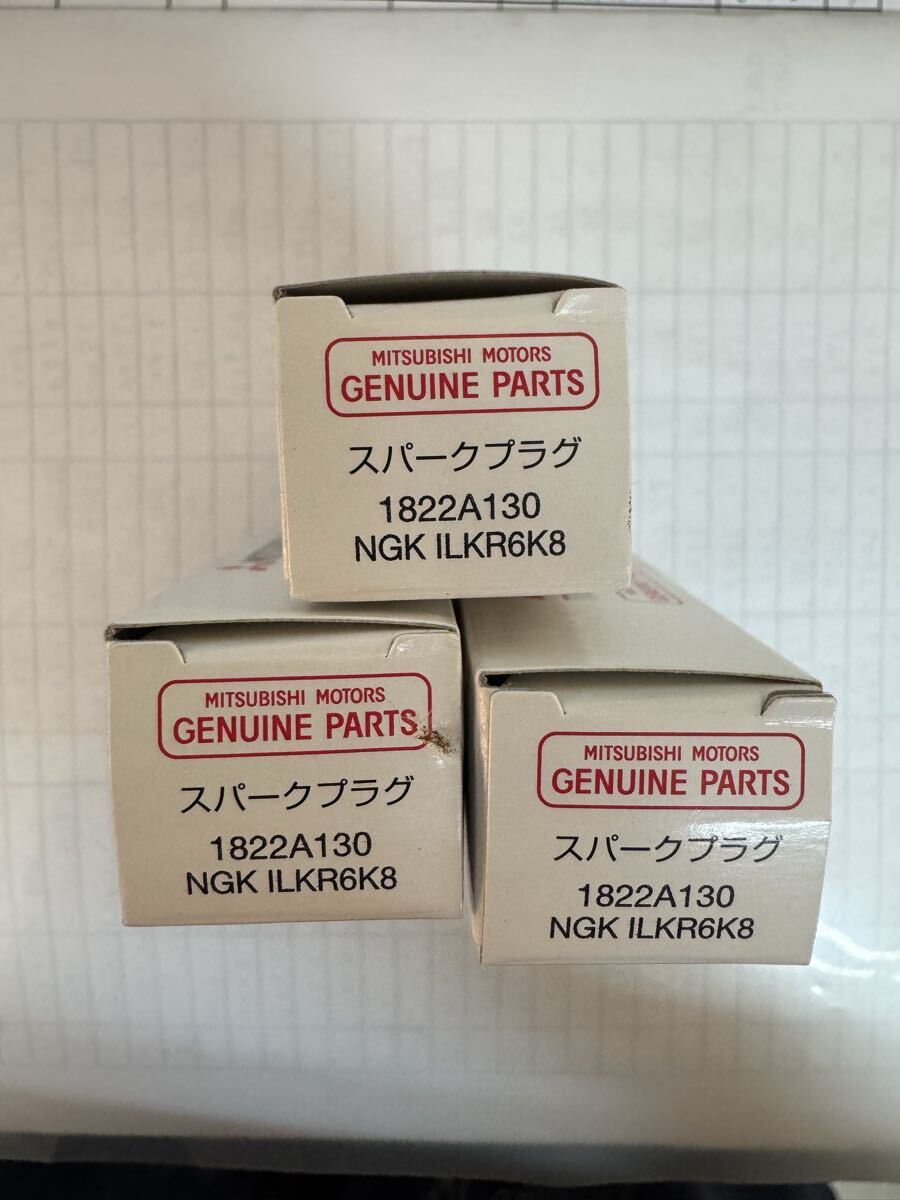 MITSUBISHI MOTORS
GENUINE PARTS
スパークプラグ
1822A130
NGK ILKR6K8
MITSUBISHI MOTORS
GENUINE PARTS
スパークプラグ
1822A130
NGK ILKR6K8
MITSUBISHI MOTORS
GENUINE PARTS
スパークプラグ
1822A130
NGK ILKR6K8